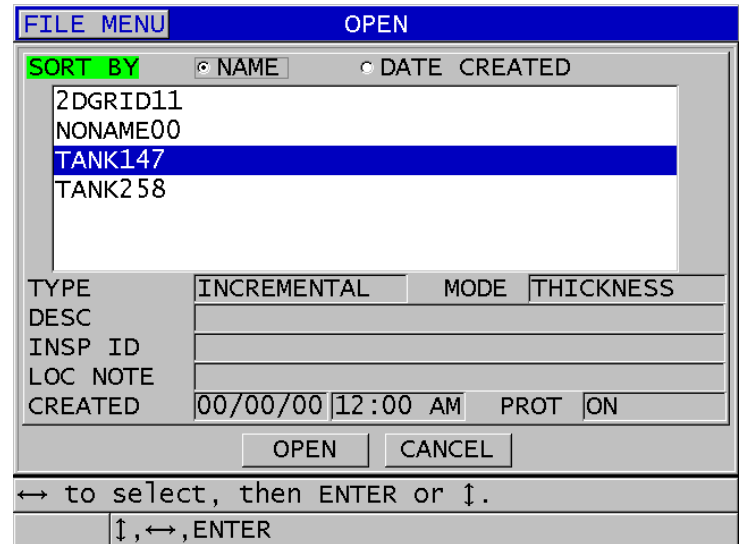 FILE MENU OPEN
SORT BY NAME DATE CREATED
2DGRID11
NONAME00
TANK147
TANK258
TYPE INCREMENTAL MODE THICKNESS
DESC
INSP ID
LOC NOTE
CREATED 00/00/00 12:00 AM PROT ON
OPEN CANCEL
↔ to select, then ENTER or ↕.
↕,↔,ENTER